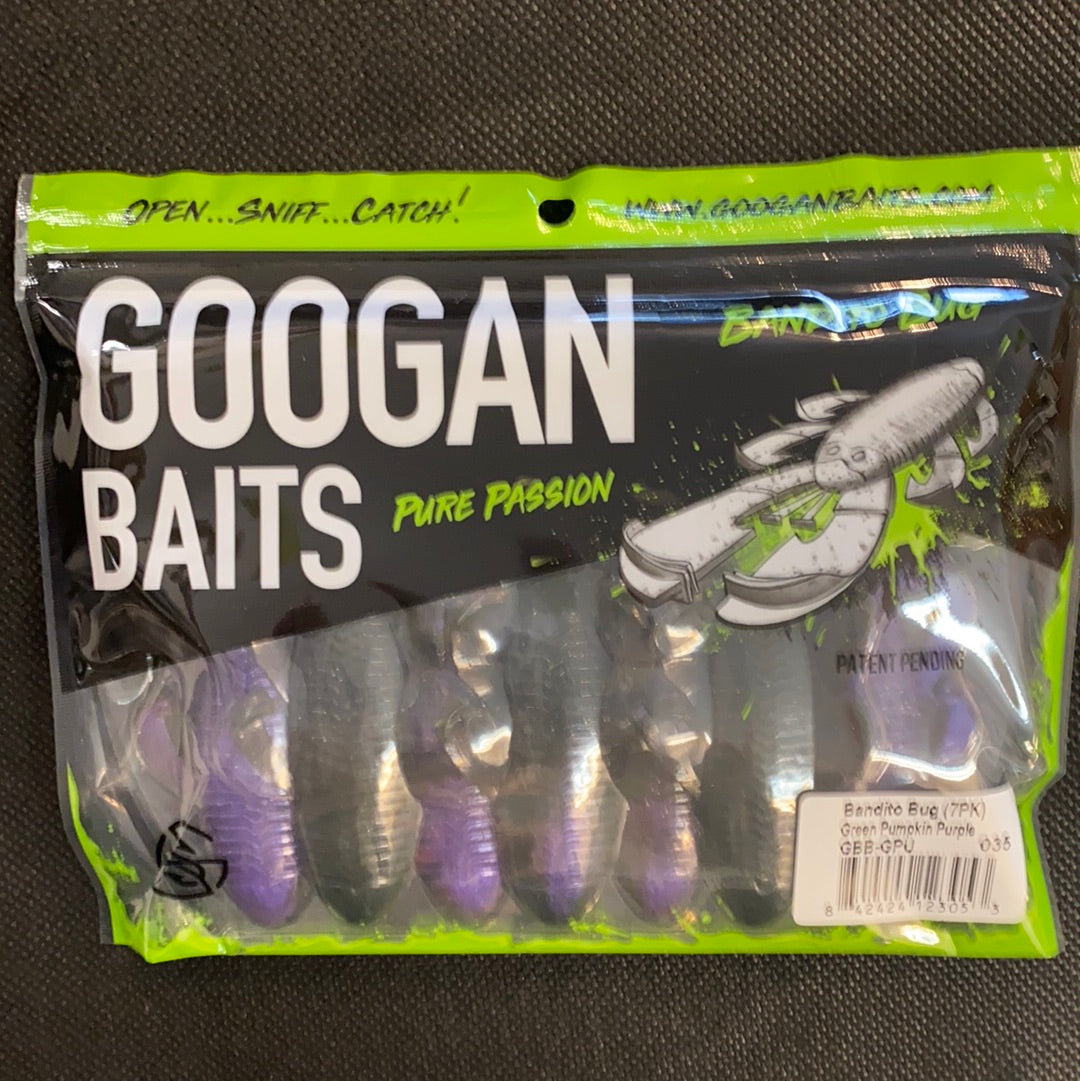 OPEN...SNIFF...CATCH!
WWW.GOOGANBAITS.COM
GOOGAN
BAITS
PURE PASSION
BANDITO BUG
PATENT PENDING
Bandito Bug (7PK)
Green Pumpkin Purple
GBB-GPU 035
8 42424 12305 3